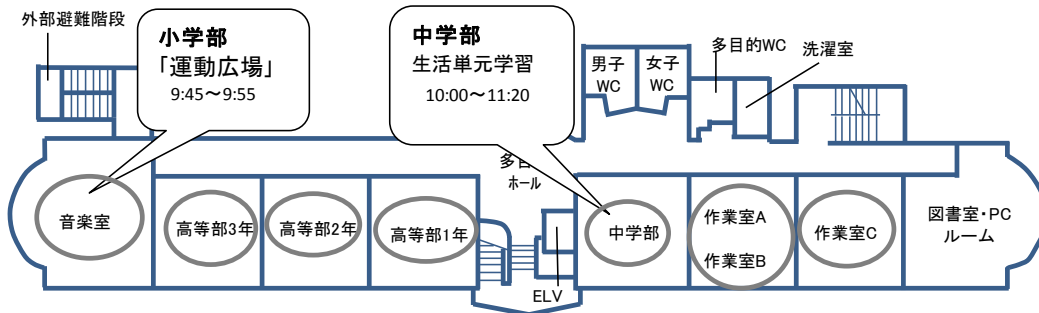 外部避難階段
小学部
「運動広場」
9:45～9:55
中学部
生活単元学習
10:00～11:20
男子
WC
女子
WC
多目的WC
洗濯室
多目
ホール
音楽室
高等部3年
高等部2年
高等部1年
ELV
中学部
作業室A
作業室B
作業室C
図書室・PC
ルーム